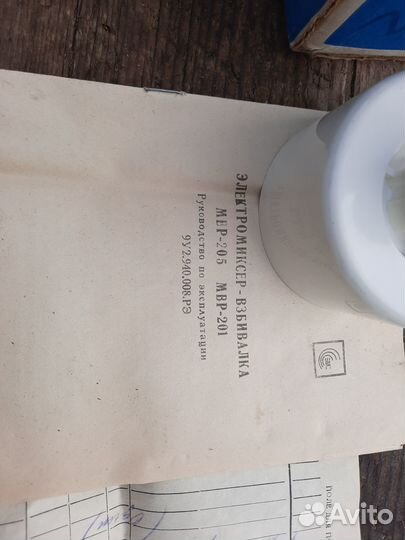 ЭЛЕКТРОМИКСЕР-ВЗБИВАЛКА
МВР-205 МВР-201
Руководство по эксплуатации
9У2.940.008.РЭ
Avito